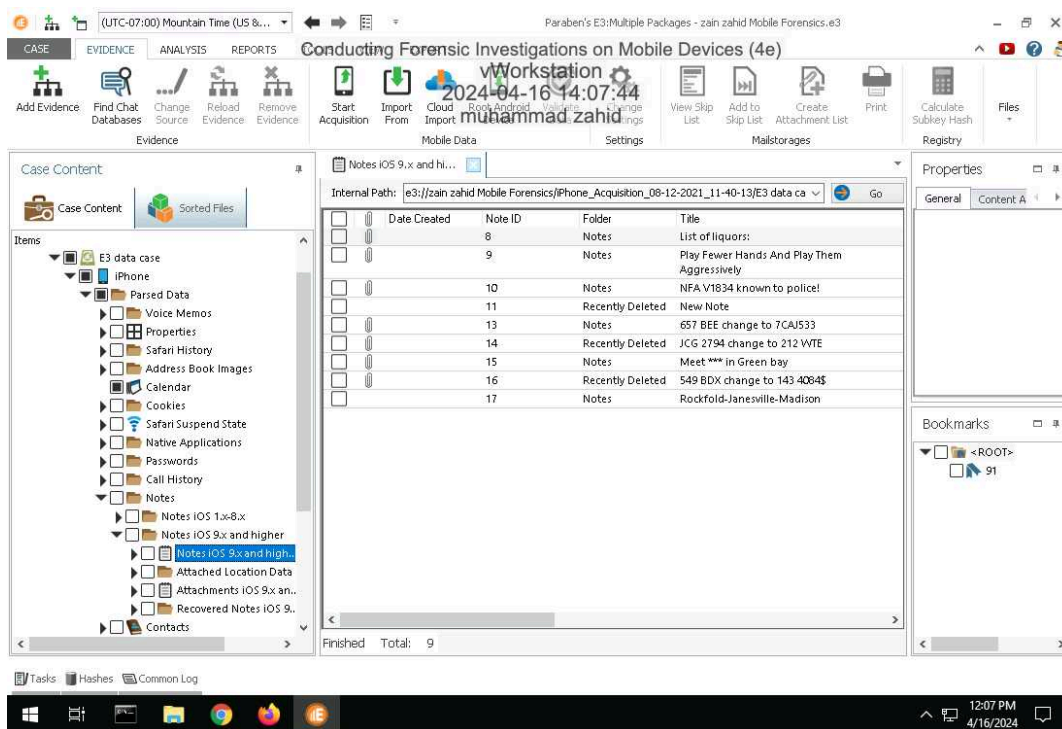 (UTC-07:00) Mountain Time (US &...
Paraben's E3:Multiple Packages - zain zahid Mobile Forensics.e3
CASE EVIDENCE ANALYSIS REPORTS
Conducting Forensic Investigations on Mobile Devices (4e)
vWorkstation
2024-04-16 14:07:44
muhammad zahid
Add Evidence
Find Chat Databases
Change Source
Reload Evidence
Remove Evidence
Evidence
Start Acquisition
Import From
Cloud Import
Root Android
Mobile Data
Change Settings
Settings
View Skip List
Add to Skip List
Create Attachment List
Print
Mailstorages
Calculate Subkey Hash
Registry
Files
Case Content
Case Content
Sorted Files
Items
E3 data case
iPhone
Parsed Data
Voice Memos
Properties
Safari History
Address Book Images
Calendar
Cookies
Safari Suspend State
Native Applications
Passwords
Call History
Notes
Notes iOS 1.x-8.x
Notes iOS 9.x and higher
Notes iOS 9.x and high..
Attached Location Data
Attachments iOS 9.x an..
Recovered Notes iOS 9..
Contacts
Notes iOS 9.x and hi...
Internal Path: e3://zain zahid Mobile Forensics/iPhone_Acquisition_08-12-2021_11-40-13/E3 data ca Go
Date Created Note ID Folder Title
8 Notes List of liquors:
9 Notes Play Fewer Hands And Play Them
Aggressively
10 Notes NFA V1834 known to police!
11 Recently Deleted New Note
13 Notes 657 BEE change to 7CAJ533
14 Recently Deleted JCG 2794 change to 212 WTE
15 Notes Meet *** in Green bay
16 Recently Deleted 549 BDX change to 143 4084$
17 Notes Rockfold-Janesville-Madison
Finished Total: 9
Properties
General Content A
Bookmarks
<ROOT>
91
Tasks Hashes Common Log
12:07 PM
4/16/2024